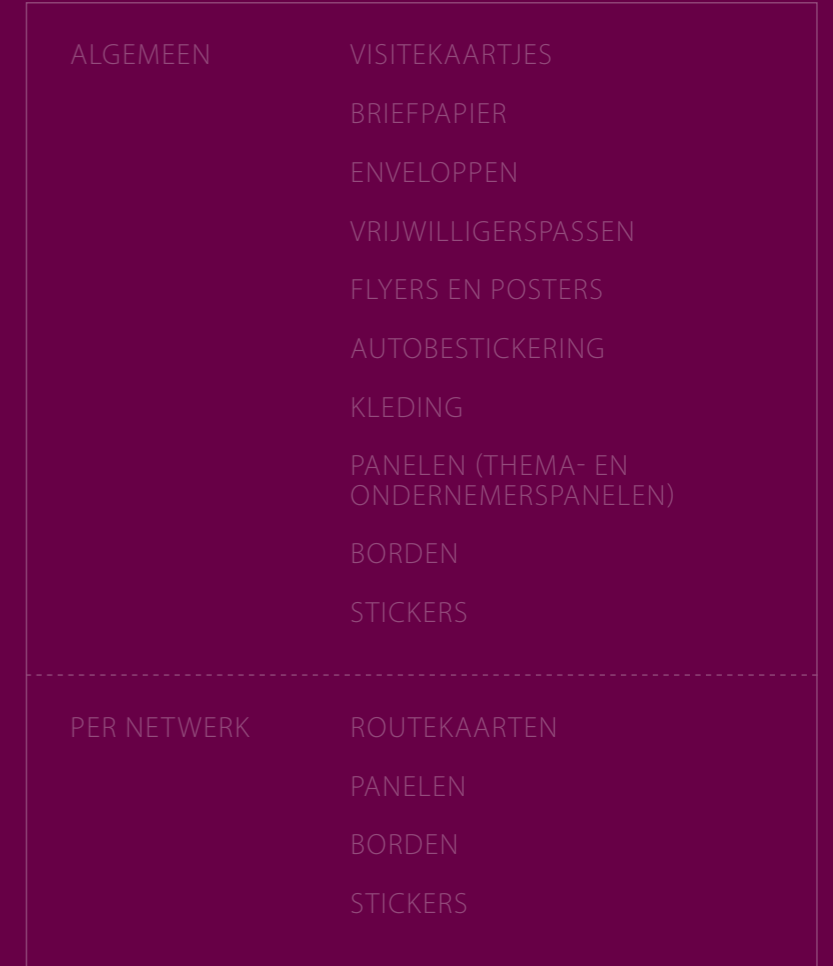 ALGEMEEN
VISITEKAARTJES
BRIEFPAPIER
ENVELOPPEN
VRIJWILLIGERSPASSEN
FLYERS EN POSTERS
AUTOBESTICKERING
KLEDING
PANELEN (THEMA- EN
ONDERNEMERSPANELEN)
BORDEN
STICKERS
PER NETWERK
ROUTEKAARTEN
PANELEN
BORDEN
STICKERS